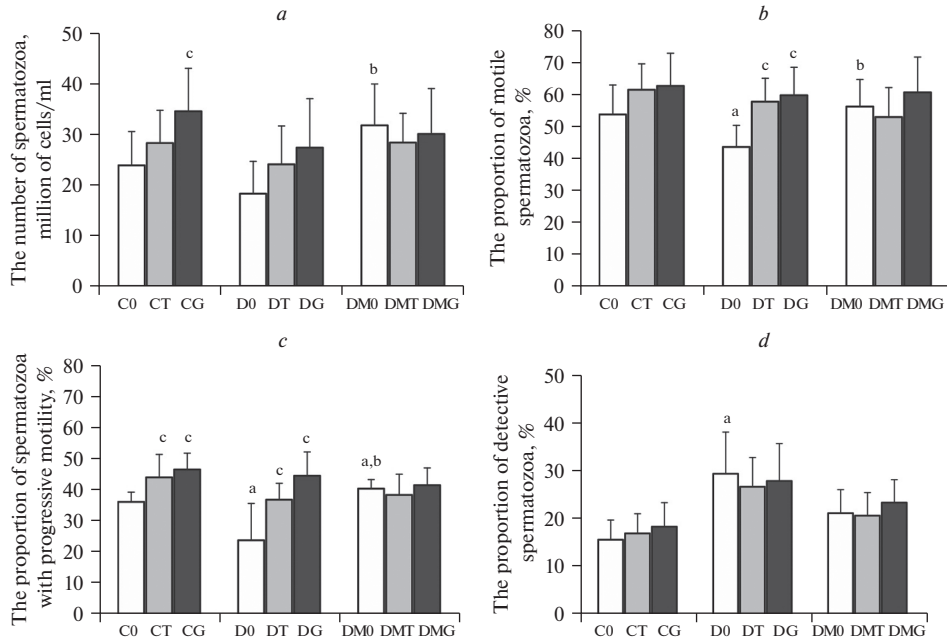 a
The number of spermatozoa,
million of cells/ml
50
40
30
20
10
0
c
b
C0 CT CG D0 DT DG DM0 DMT DMG
b
The proportion of motile
spermatozoa, %
80
70
60
50
40
30
20
10
0
a
c
c
b
C0 CT CG D0 DT DG DM0 DMT DMG
c
The proportion of spermatozoa
with progressive motility, %
80
70
60
50
40
30
20
10
0
c
c
a
c
c
a,b
C0 CT CG D0 DT DG DM0 DMT DMG
d
The proportion of detective
spermatozoa, %
50
40
30
20
10
0
a
C0 CT CG D0 DT DG DM0 DMT DMG